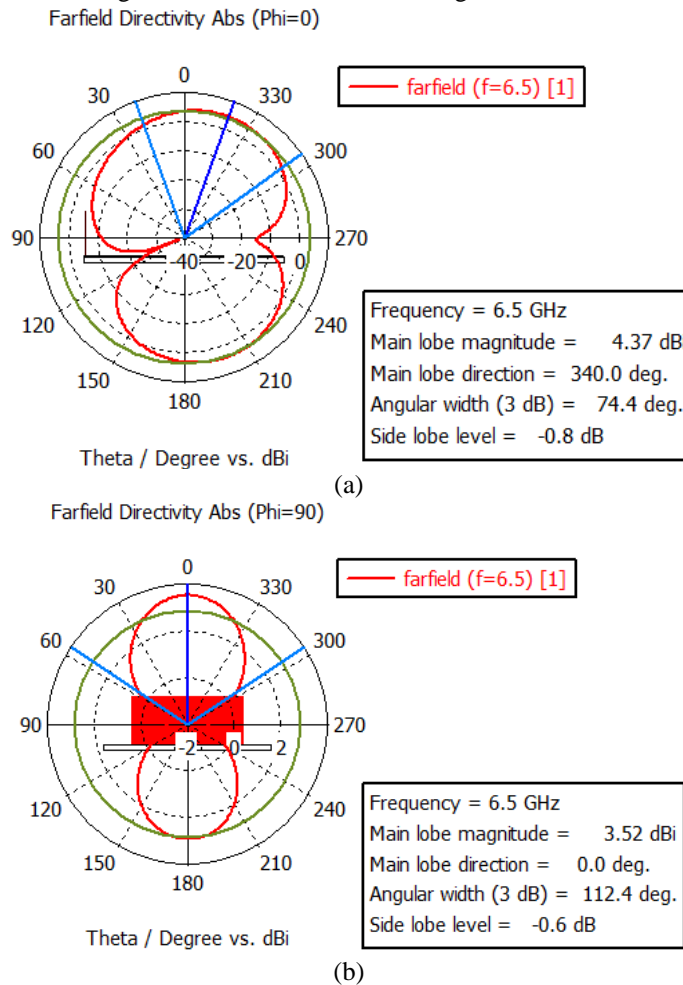 Farfield Directivity Abs (Phi=0)
farfield (f=6.5) [1]
0
30
330
60
300
90
270
-40
-20
0
120
240
150
210
180
Frequency = 6.5 GHz
Main lobe magnitude = 4.37 dBi
Main lobe direction = 340.0 deg.
Angular width (3 dB) = 74.4 deg.
Side lobe level = -0.8 dB
Theta / Degree vs. dBi
(a)
Farfield Directivity Abs (Phi=90)
farfield (f=6.5) [1]
0
30
330
60
300
90
270
-2
0
2
120
240
150
210
180
Frequency = 6.5 GHz
Main lobe magnitude = 3.52 dBi
Main lobe direction = 0.0 deg.
Angular width (3 dB) = 112.4 deg.
Side lobe level = -0.6 dB
Theta / Degree vs. dBi
(b)